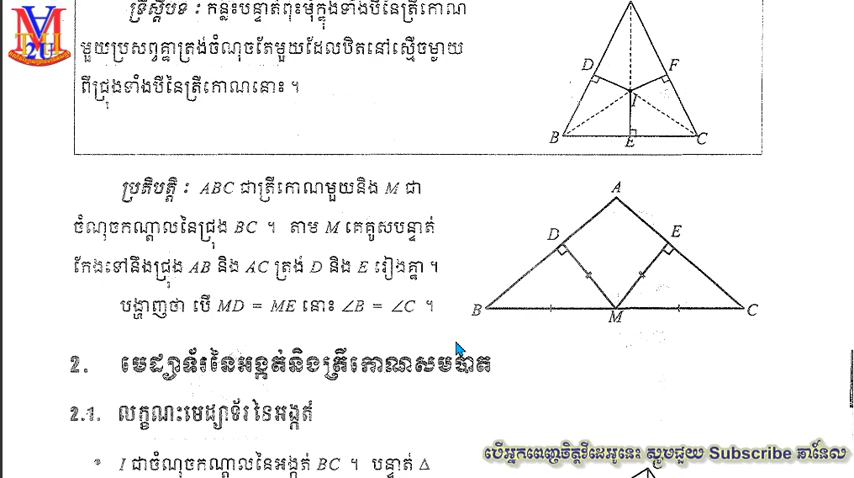 ទ្រឹស្តីបទ : កន្លះបន្ទាត់ពុះមុំក្នុងទាំងបីនៃត្រីកោណ
មួយប្រសព្វគ្នាត្រង់ចំណុចតែមួយដែលឋិតនៅស្មើចម្ងាយ
ពីជ្រុងទាំងបីនៃត្រីកោណនោះ ។
D F
I
B E C
ប្រតិបត្តិ : ABC ជាត្រីកោណមួយនិង M ជា
ចំណុចកណ្តាលនៃជ្រុង BC ។ តាម M គេគូសបន្ទាត់
កែងទៅនឹងជ្រុង AB និង AC ត្រង់ D និង E រៀងគ្នា ។
បង្ហាញថា បើ MD = ME នោះ ∠B = ∠C ។
A
D E
B M C
2. មេដ្យាទ័រនៃអង្កត់និងត្រីកោណសមបាត
2.1. លក្ខណះមេដ្យាទ័រនៃអង្កត់
* I ជាចំណុចកណ្តាលនៃអង្កត់ BC ។ បន្ទាត់ Δ
បើអ្នកពេញចិត្តវីដេអូនេះ សូមជួយ Subscribe ឆានែល